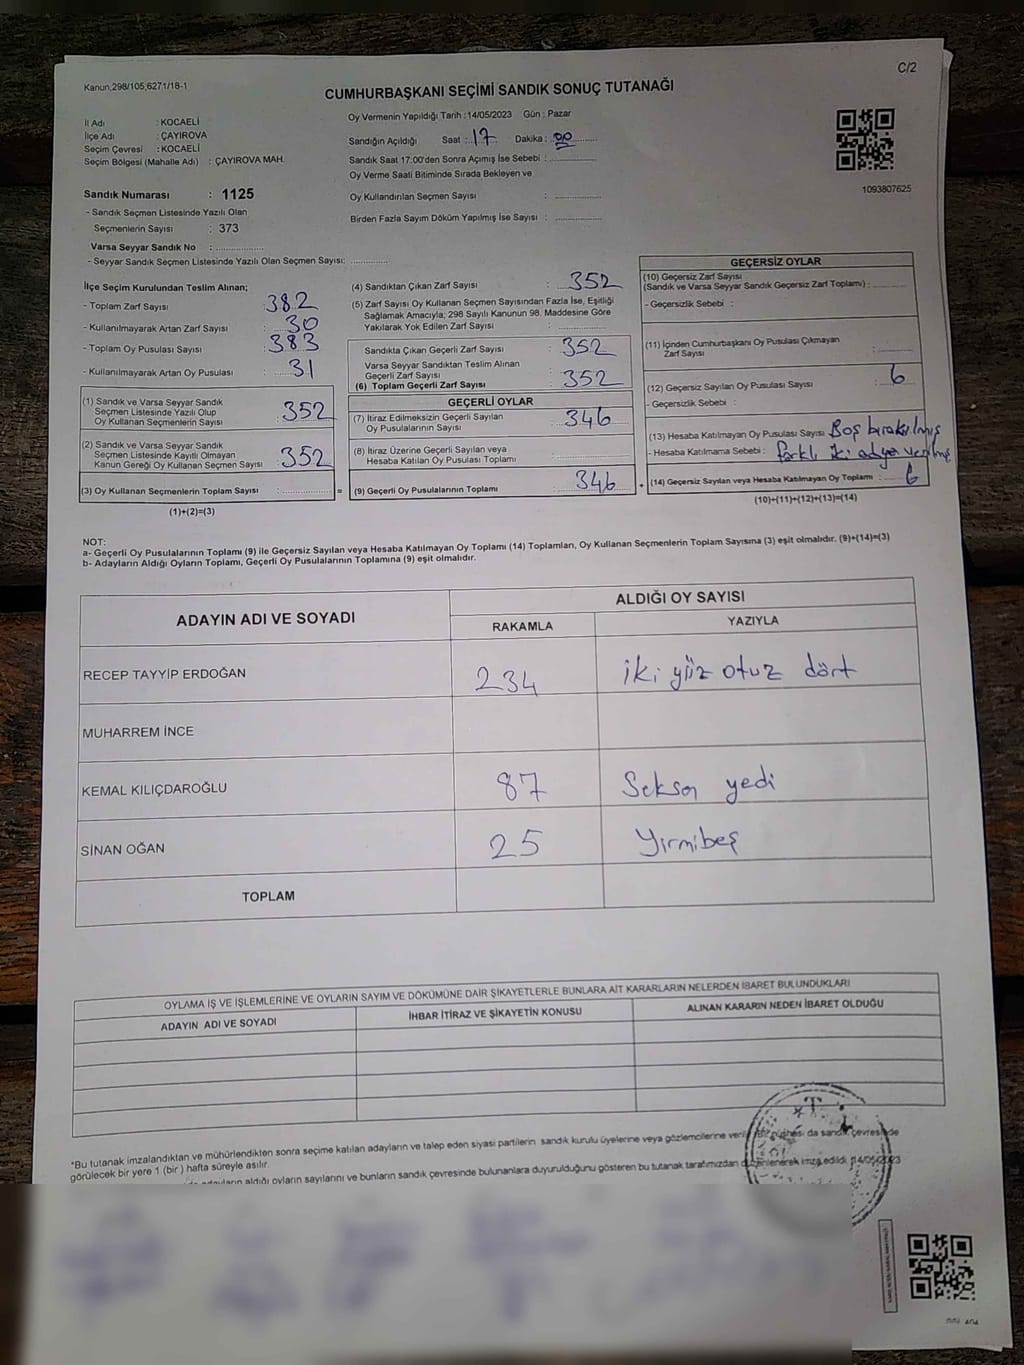 C/2
Kanun,298/105;6271/18-1
CUMHURBAŞKANI SEÇİMİ SANDIK SONUÇ TUTANAĞI
İl Adı : KOCAELİ
İlçe Adı : ÇAYIROVA
Seçim Çevresi : KOCAELİ
Seçim Bölgesi (Mahalle Adı) : ÇAYIROVA MAH.
Sandık Numarası : 1125
- Sandık Seçmen Listesinde Yazılı Olan
Seçmenlerin Sayısı : 373
Varsa Seyyar Sandık No : ................
- Seyyar Sandık Seçmen Listesinde Yazılı Olan Seçmen Sayısı: ............
Oy Vermenin Yapıldığı Tarih : 14/05/2023 Gün : Pazar
Sandığın Açıldığı Saat : 17 Dakika : 00
Sandık Saat 17:00'den Sonra Açımış İse Sebebi : ...............
Oy Verme Saati Bitiminde Sırada Bekleyen ve
Oy Kullandırılan Seçmen Sayısı : ...............
Birden Fazla Sayım Döküm Yapılmış İse Sayısı : ...............
1093807625
İlçe Seçim Kurulundan Teslim Alınan;
- Toplam Zarf Sayısı : 382
- Kullanılmayarak Artan Zarf Sayısı : 30
- Toplam Oy Pusulası Sayısı : 383
- Kullanılmayarak Artan Oy Pusulası : 31
(1) Sandık ve Varsa Seyyar Sandık
Seçmen Listesinde Yazılı Olup
Oy Kullanan Seçmenlerin Sayısı : 352
(2) Sandık ve Varsa Seyyar Sandık
Seçmen Listesinde Kayıtlı Olmayan
Kanun Gereği Oy Kullanan Seçmen Sayısı : 352
(3) Oy Kullanan Seçmenlerin Toplam Sayısı : ............... =
(1)+(2)=(3)
(4) Sandıktan Çıkan Zarf Sayısı : 352
(5) Zarf Sayısı Oy Kullanan Seçmen Sayısından Fazla İse, Eşitliği
Sağlamak Amacıyla; 298 Sayılı Kanunun 98. Maddesine Göre
Yakılarak Yok Edilen Zarf Sayısı : ...............
Sandıkta Çıkan Geçerli Zarf Sayısı : 352
Varsa Seyyar Sandıktan Teslim Alınan
Geçerli Zarf Sayısı :
(6) Toplam Geçerli Zarf Sayısı 352
GEÇERLİ OYLAR
(7) İtiraz Edilmeksizin Geçerli Sayılan
Oy Pusulalarının Sayısı : 346
(8) İtiraz Üzerine Geçerli Sayılan veya
Hesaba Katılan Oy Pusulası Toplamı : ...............
(9) Geçerli Oy Pusulalarının Toplamı : 346 +
GEÇERSİZ OYLAR
(10) Geçersiz Zarf Sayısı
(Sandık ve Varsa Seyyar Sandık Geçersiz Zarf Toplamı) : ..........
- Geçersizlik Sebebi :
(11) İçinden Cumhurbaşkanı Oy Pusulası Çıkmayan
Zarf Sayısı : ..........
(12) Geçersiz Sayılan Oy Pusulası Sayısı : 6
- Geçersizlik Sebebi :
(13) Hesaba Katılmayan Oy Pusulası Sayısı : Boş bırakılmış
- Hesaba Katılmama Sebebi : farklı iki adaya verilmiş
(14) Geçersiz Sayılan veya Hesaba Katılmayan Oy Toplamı : 6
(10)+(11)+(12)+(13)=(14)
NOT:
a- Geçerli Oy Pusulalarının Toplamı (9) ile Geçersiz Sayılan veya Hesaba Katılmayan Oy Toplamı (14) Toplamları, Oy Kullanan Seçmenlerin Toplam Sayısına (3) eşit olmalıdır. (9)+(14)=(3)
b- Adayların Aldığı Oyların Toplamı, Geçerli Oy Pusulalarının Toplamına (9) eşit olmalıdır.
ADAYIN ADI VE SOYADI ALDIĞI OY SAYISI
RAKAMLA YAZIYLA
RECEP TAYYİP ERDOĞAN 234 iki yüz otuz dört
MUHARREM İNCE
KEMAL KILIÇDAROĞLU 87 Seksen yedi
SİNAN OĞAN 25 Yirmibeş
TOPLAM
OYLAMA İŞ VE İŞLEMLERİNE VE OYLARIN SAYIM VE DÖKÜMÜNE DAİR ŞİKAYETLERLE BUNLARA AİT KARARLARIN NELERDEN İBARET BULUNDUKLARI
ADAYIN ADI VE SOYADI İHBAR İTİRAZ VE ŞİKAYETİN KONUSU ALINAN KARARIN NEDEN İBARET OLDUĞU
*Bu tutanak imzalandıktan ve mühürlendikten sonra seçime katılan adayların ve talep eden siyasi partilerin sandık kurulu üyelerine veya gözlemcilerine da sandık çevresinde
görülecek bir yere 1 (bir) hafta süreyle asılır.
adayların aldığı oyların sayılarını ve bunların sandık çevresinde bulunanlara duyurulduğunu gösteren bu tutanak tarafımızdan düzenlenerek imza edildi. 14/05/2023